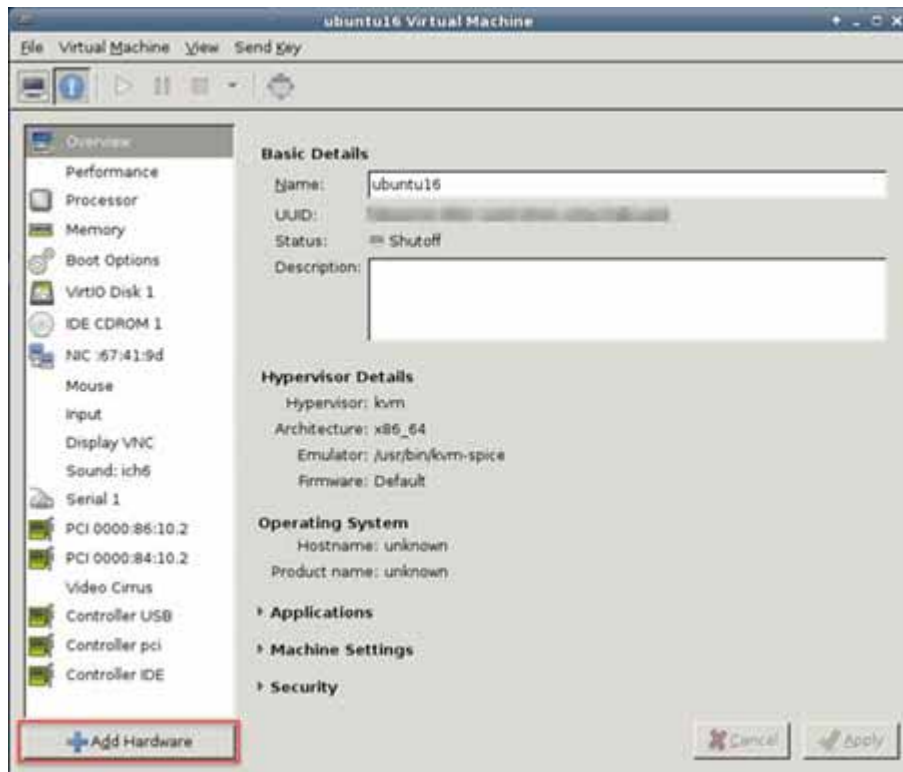 ubuntu16 Virtual Machine
File Virtual Machine View Send Key
Overview
Performance
Processor
Memory
Boot Options
VirtIO Disk 1
IDE CDROM 1
NIC :67:41:9d
Mouse
Input
Display VNC
Sound: ich6
Serial 1
PCI 0000:86:10.2
PCI 0000:84:10.2
Video Cirrus
Controller USB
Controller pci
Controller IDE
Add Hardware
Basic Details
Name: ubuntu16
UUID:
Status: Shutoff
Description:
Hypervisor Details
Hypervisor: kvm
Architecture: x86_64
Emulator: /usr/bin/kvm-spice
Firmware: Default
Operating System
Hostname: unknown
Product name: unknown
Applications
Machine Settings
Security
Cancel Apply